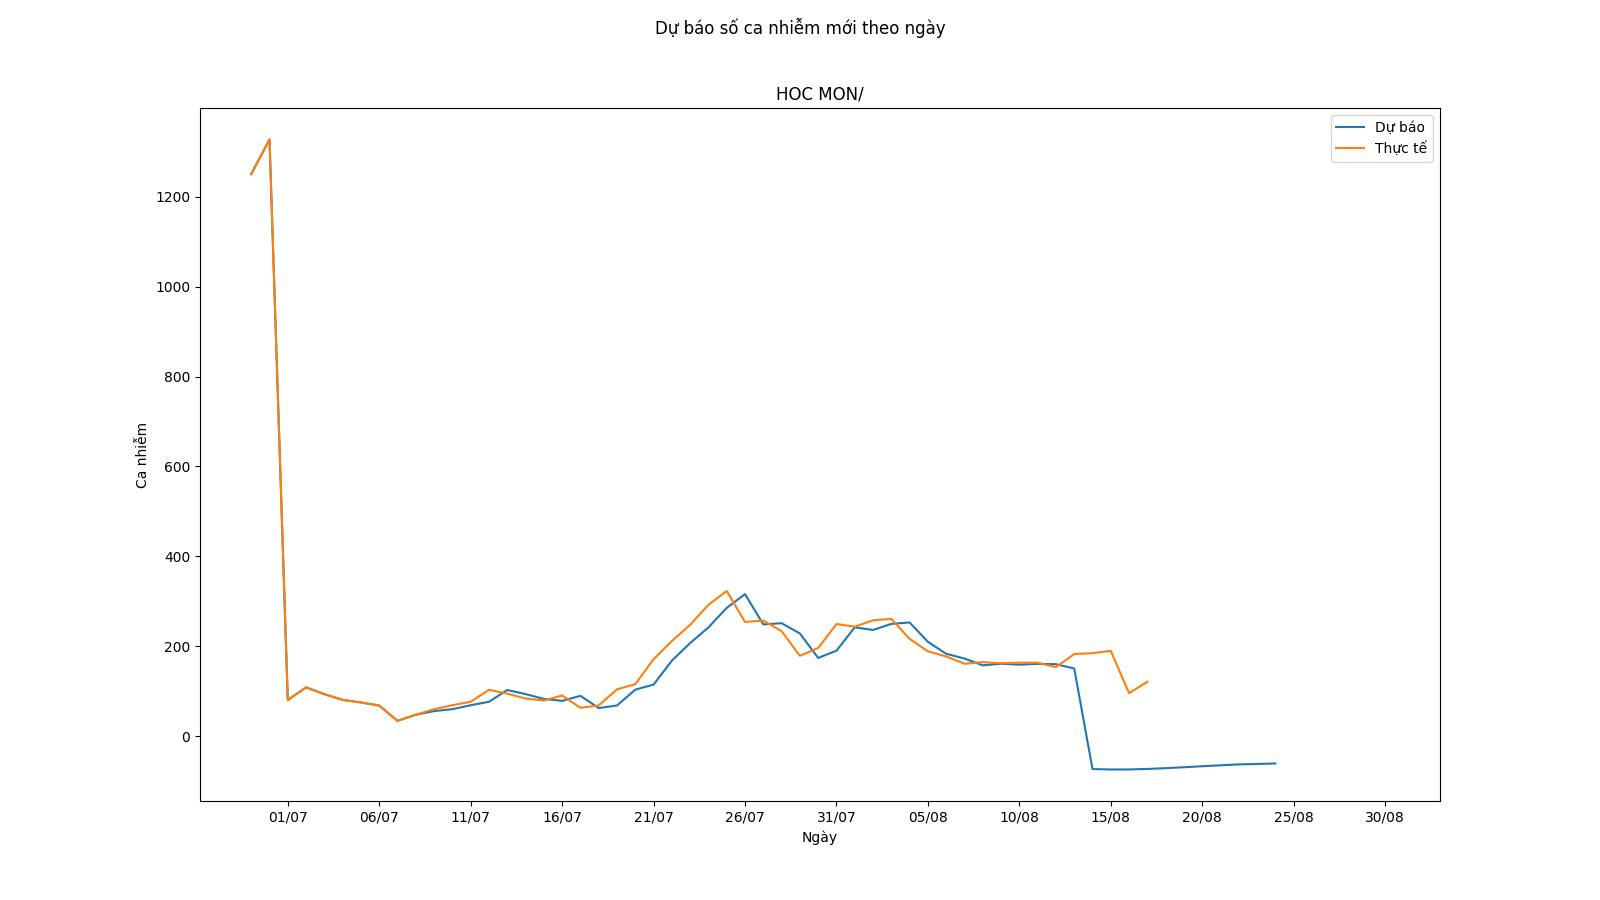 Dự báo số ca nhiễm mới theo ngày
HOC MON/
Dự báo
Thực tế
1200
1000
800
600
400
200
0
Ca nhiễm
01/07 06/07 11/07 16/07 21/07 26/07 31/07 05/08 10/08 15/08 20/08 25/08 30/08
Ngày